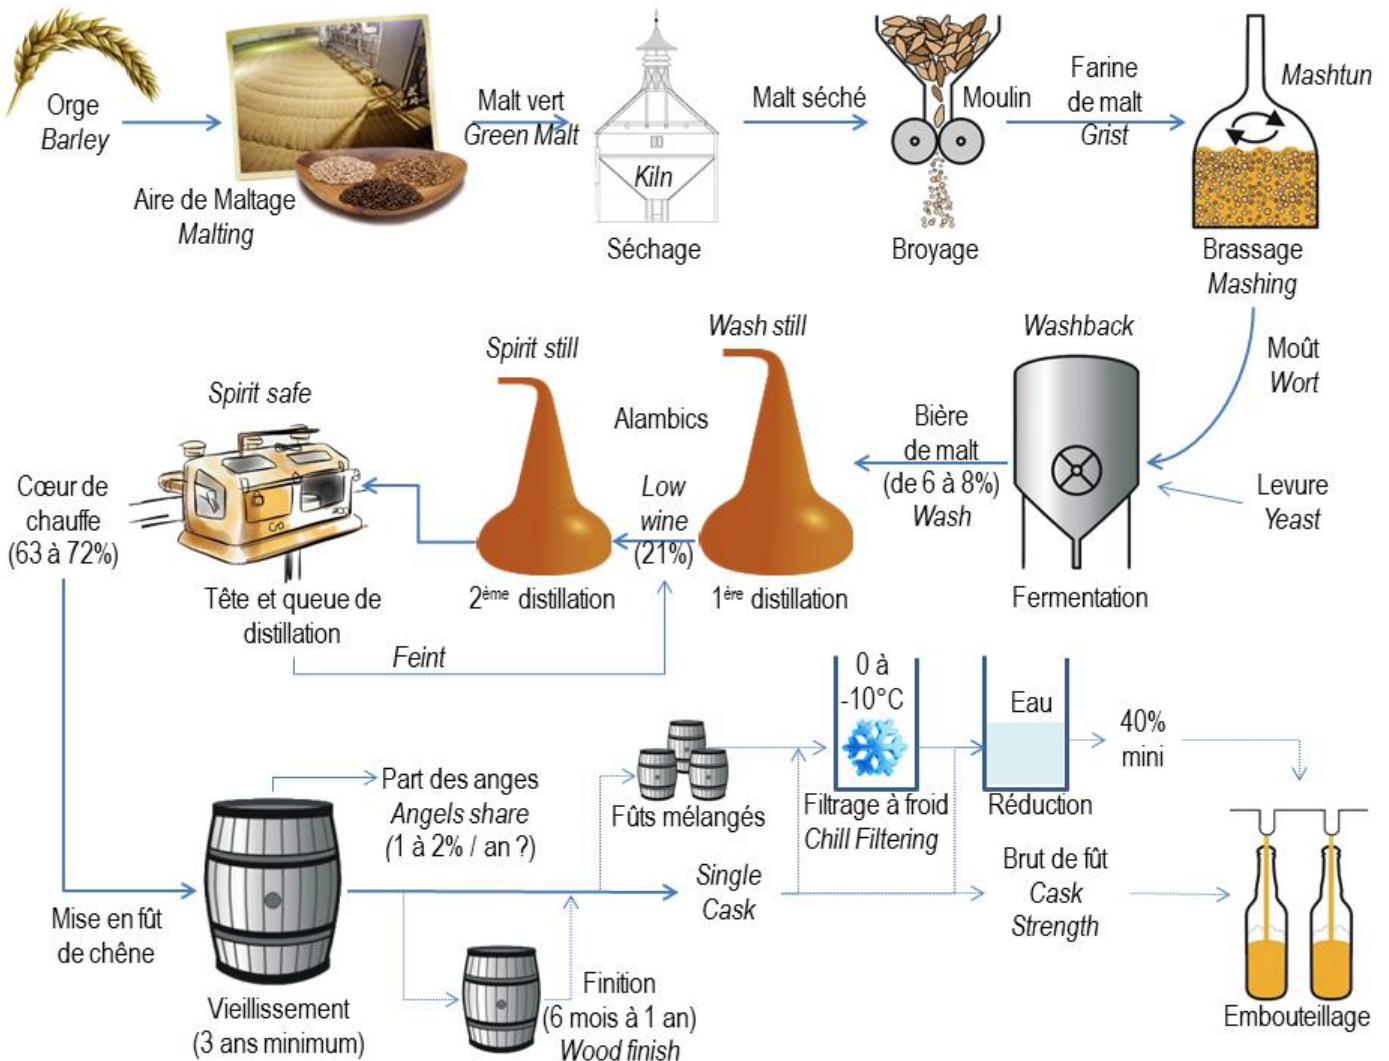 Orge
Barley
Aire de Maltage
Malting
Malt vert
Green Malt
Kiln
Séchage
Malt séché
Moulin
Broyage
Farine
de malt
Grist
Mashtun
Brassage
Mashing
Moût
Wort
Levure
Yeast
Washback
Fermentation
Bière
de malt
(de 6 à 8%)
Wash
Wash still
1ère distillation
Alambics
Low
wine
(21%)
Spirit still
2ème distillation
Spirit safe
Tête et queue de
distillation
Feint
Cœur de
chauffe
(63 à 72%)
Mise en fût
de chêne
Vieillissement
(3 ans minimum)
Part des anges
Angels share
(1 à 2% / an ?)
Finition
(6 mois à 1 an)
Wood finish
Fûts mélangés
Single
Cask
0 à
-10°C
Filtrage à froid
Chill Filtering
Eau
Réduction
40%
mini
Brut de fût
Cask
Strength
Embouteillage